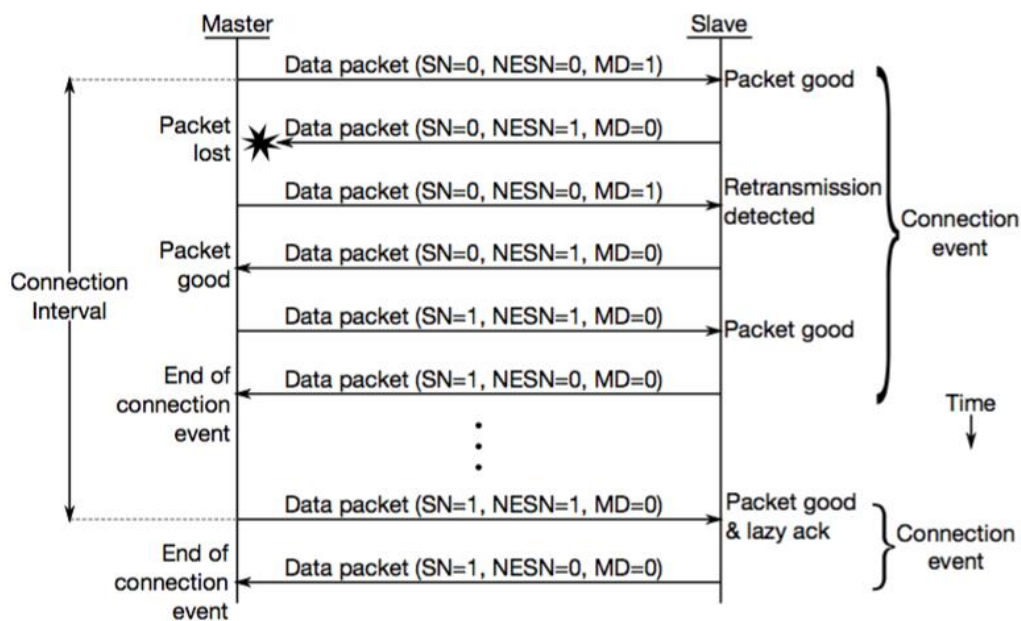 Master
Slave
Data packet (SN=0, NESN=0, MD=1)
Packet good
Packet
lost
Data packet (SN=0, NESN=1, MD=0)
Data packet (SN=0, NESN=0, MD=1)
Retransmission
detected
Connection
event
Packet
good
Data packet (SN=0, NESN=1, MD=0)
Connection
Interval
Data packet (SN=1, NESN=1, MD=0)
Packet good
End of
connection
event
Data packet (SN=1, NESN=0, MD=0)
Time
Data packet (SN=1, NESN=1, MD=0)
Packet good
& lazy ack
Connection
event
End of
connection
event
Data packet (SN=1, NESN=0, MD=0)